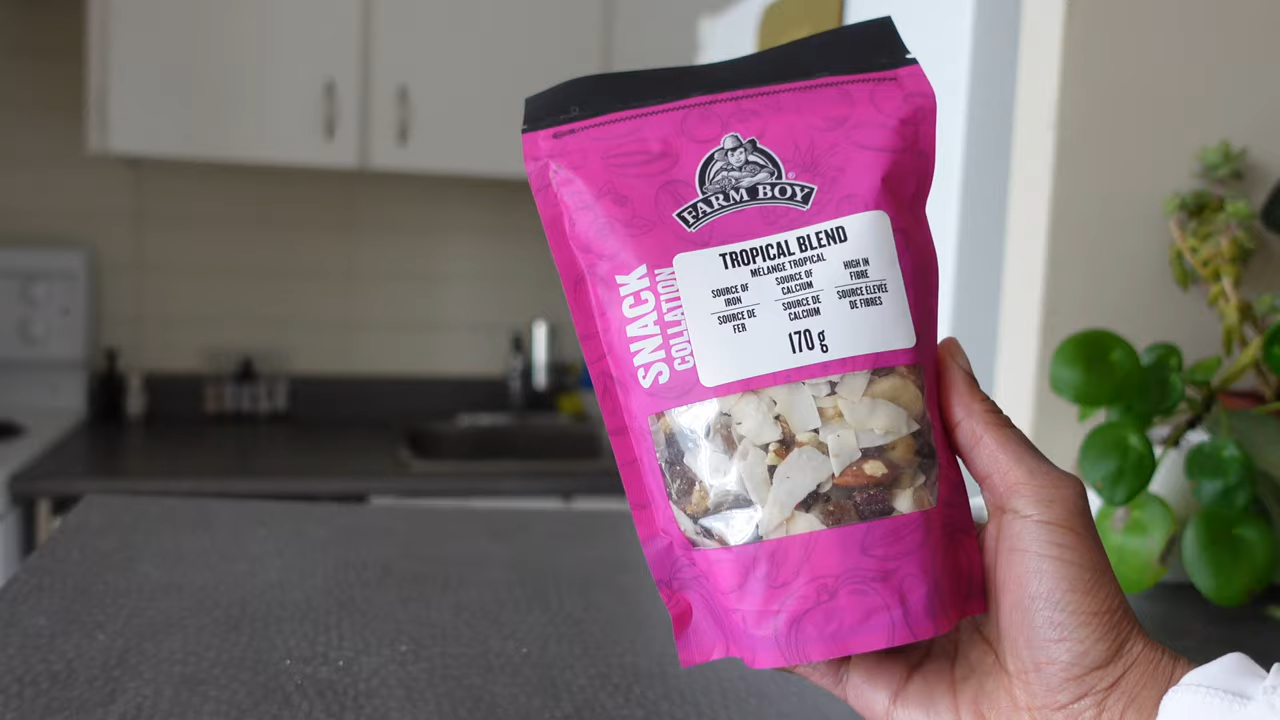 FARM BOY
®
TROPICAL BLEND
MÉLANGE TROPICAL
SOURCE OF
IRON
SOURCE DE
FER
SOURCE OF
CALCIUM
SOURCE DE
CALCIUM
HIGH IN
FIBRE
SOURCE ÉLEVÉE
DE FIBRES
170 g
SNACK
COLLATION